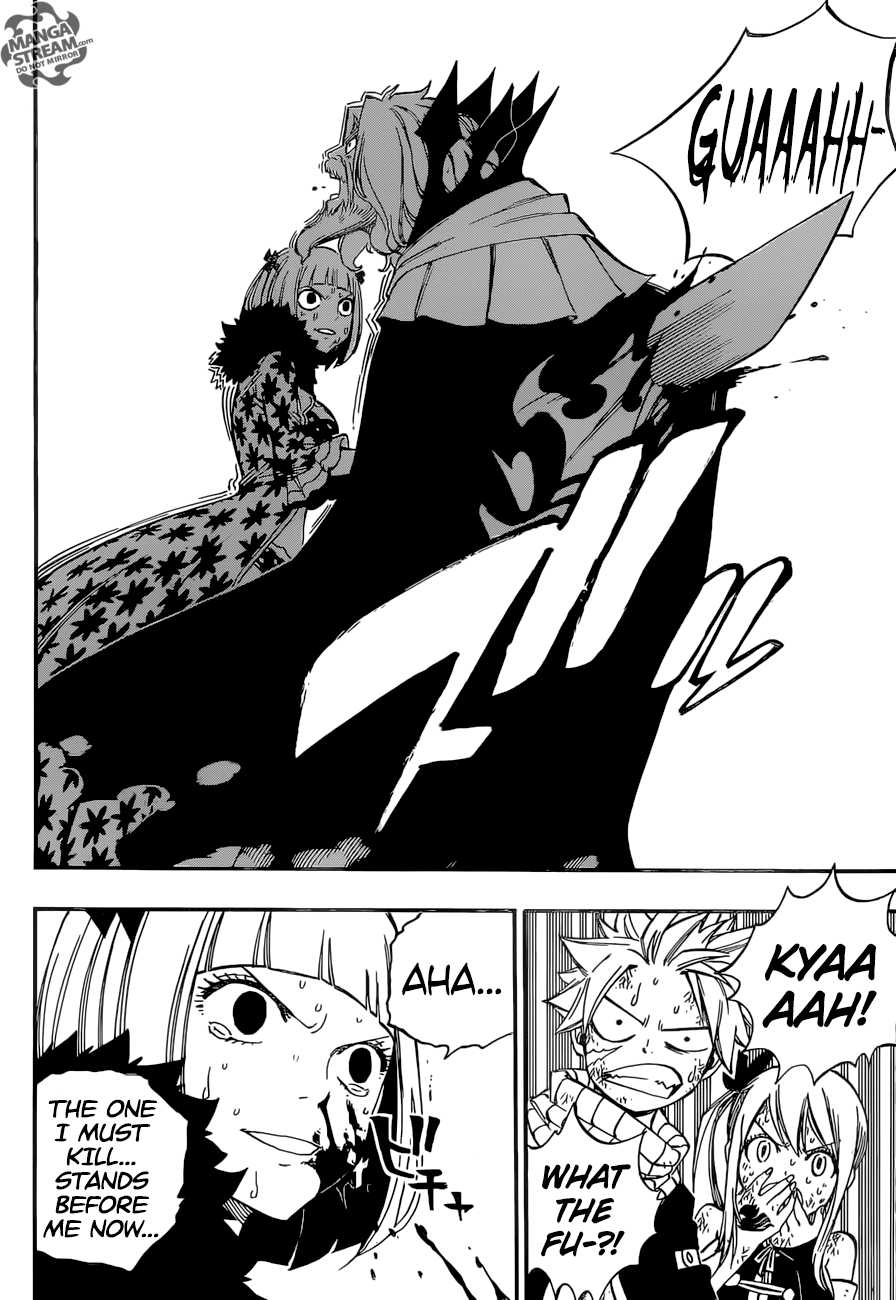 MANGA
STREAM.com
DO NOT MIRROR
GUAAAHH-
KYAA
AAH!
WHAT
THE
FU-?!
AHA...
THE ONE
I MUST
KILL...
STANDS
BEFORE
ME NOW...